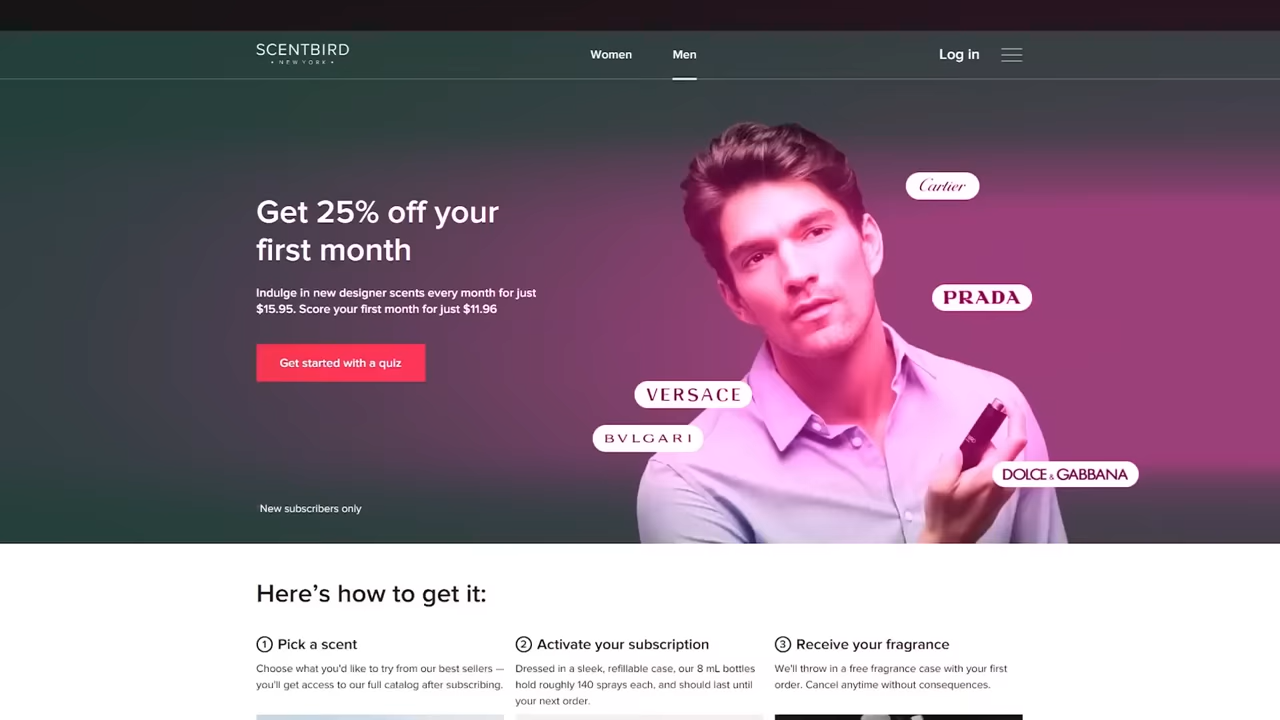 SCENTBIRD
• NEW YORK •
Women
Men
Log in
Get 25% off your
first month
Indulge in new designer scents every month for just
$15.95. Score your first month for just $11.96
Get started with a quiz
New subscribers only
Cartier
PRADA
VERSACE
BVLGARI
DOLCE & GABBANA
Here's how to get it:
1 Pick a scent
Choose what you'd like to try from our best sellers —
you'll get access to our full catalog after subscribing.
2 Activate your subscription
Dressed in a sleek, refillable case, our 8 mL bottles
hold roughly 140 sprays each, and should last until
your next order.
3 Receive your fragrance
We'll throw in a free fragrance case with your first
order. Cancel anytime without consequences.